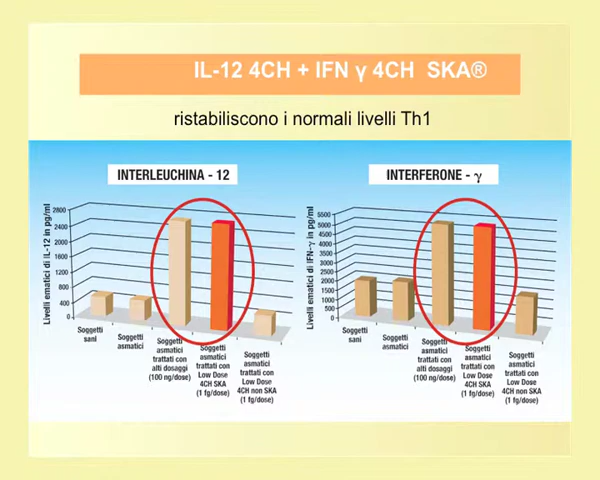 IL-12 4CH + IFN γ 4CH SKA®
ristabiliscono i normali livelli Th1
INTERLEUCHINA - 12
Livelli ematici di IL-12 in pg/ml
2800
2400
2000
1600
1200
800
400
0
Soggetti
sani
Soggetti
asmatici
Soggetti
asmatici
trattati con
alti dosaggi
(100 ng/dose)
Soggetti
asmatici
trattati con
Low Dose
4CH SKA
(1 fg/dose)
Soggetti
asmatici
trattati con
Low Dose
4CH non SKA
(1 fg/dose)
INTERFERONE - γ
Livelli ematici di IFN-γ in pg/ml
5500
5000
4500
4000
3500
3000
2500
2000
1500
1000
500
0
Soggetti
sani
Soggetti
asmatici
Soggetti
asmatici
trattati con
alti dosaggi
(100 ng/dose)
Soggetti
asmatici
trattati con
Low Dose
4CH SKA
(1 fg/dose)
Soggetti
asmatici
trattati con
Low Dose
4CH non SKA
(1 fg/dose)